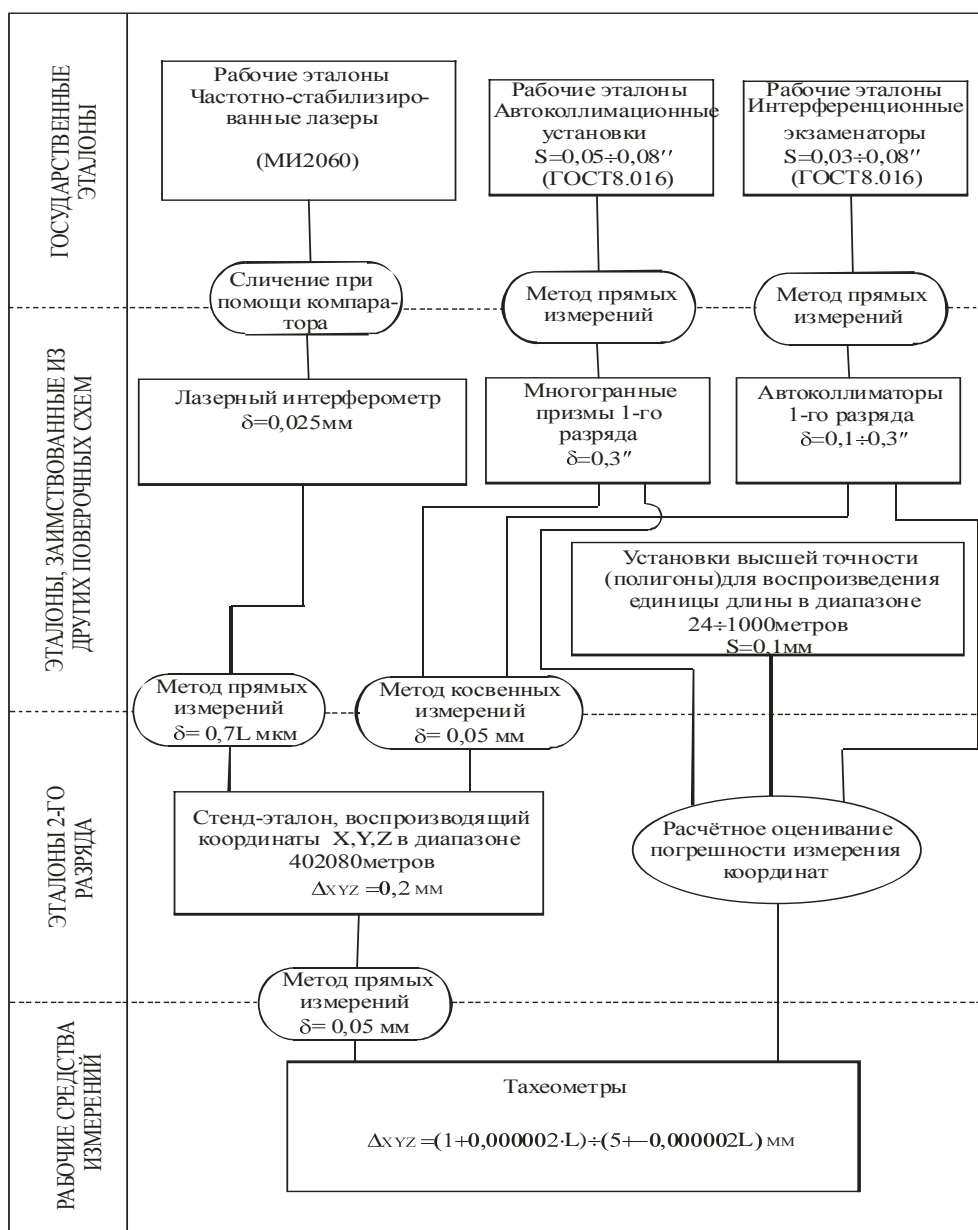 ГОСУДАРСТВЕННЫЕ
ЭТАЛОНЫ
Рабочие эталоны
Частотно-стабилизиро-
ванные лазеры
(МИ2060)
Рабочие эталоны
Автоколлимационные
установки
S=0,05÷0,08′′
(ГОСТ8.016)
Рабочие эталоны
Интерференционные
экзаменаторы
S=0,03÷0,08′′
(ГОСТ8.016)
Сличение при
помощи компара-
тора
Метод прямых
измерений
Метод прямых
измерений
ЭТАЛОНЫ, ЗАИМСТВОВАННЫЕ ИЗ
ДРУГИХ ПОВЕРОЧНЫХ СХЕМ
Лазерный интерферометр
δ=0,025мм
Многогранные
призмы 1-го
разряда
δ=0,3″
Автоколлиматоры
1-го разряда
δ=0,1÷0,3″
Установки высшей точности
(полигоны)для воспроизведения
единицы длины в диапазоне
24÷1000метров
S=0,1мм
Метод прямых
измерений
δ= 0,7L мкм
Метод косвенных
измерений
δ= 0,05 мм
ЭТАЛОНЫ 2-ГО
РАЗРЯДА
Стенд-эталон, воспроизводящий
координаты X,Y,Z в диапазоне
402080метров
ΔXYZ =0,2 мм
Расчётное оценивание
погрешности измерения
координат
Метод прямых
измерений
δ= 0,05 мм
РАБОЧИЕ СРЕДСТВА
ИЗМЕРЕНИЙ
Тахеометры
ΔXYZ =(1+0,000002·L)÷(5+−0,000002L) мм